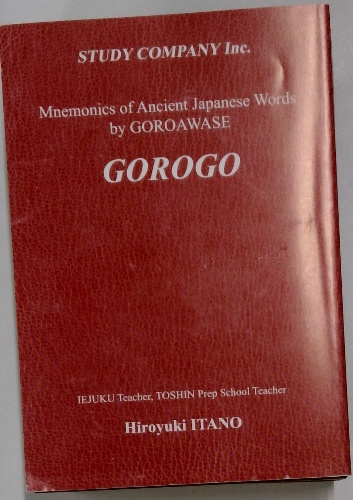 STUDY COMPANY Inc.
Mnemonics of Ancient Japanese Words
by GOROAWASE
GOROGO
IEJUKU Teacher, TOSHIN Prep School Teacher
Hiroyuki ITANO